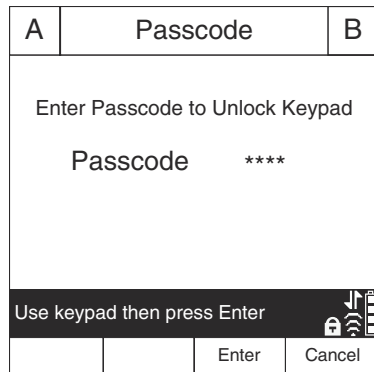 A Passcode B
Enter Passcode to Unlock Keypad
Passcode ****
Use keypad then press Enter
Enter Cancel